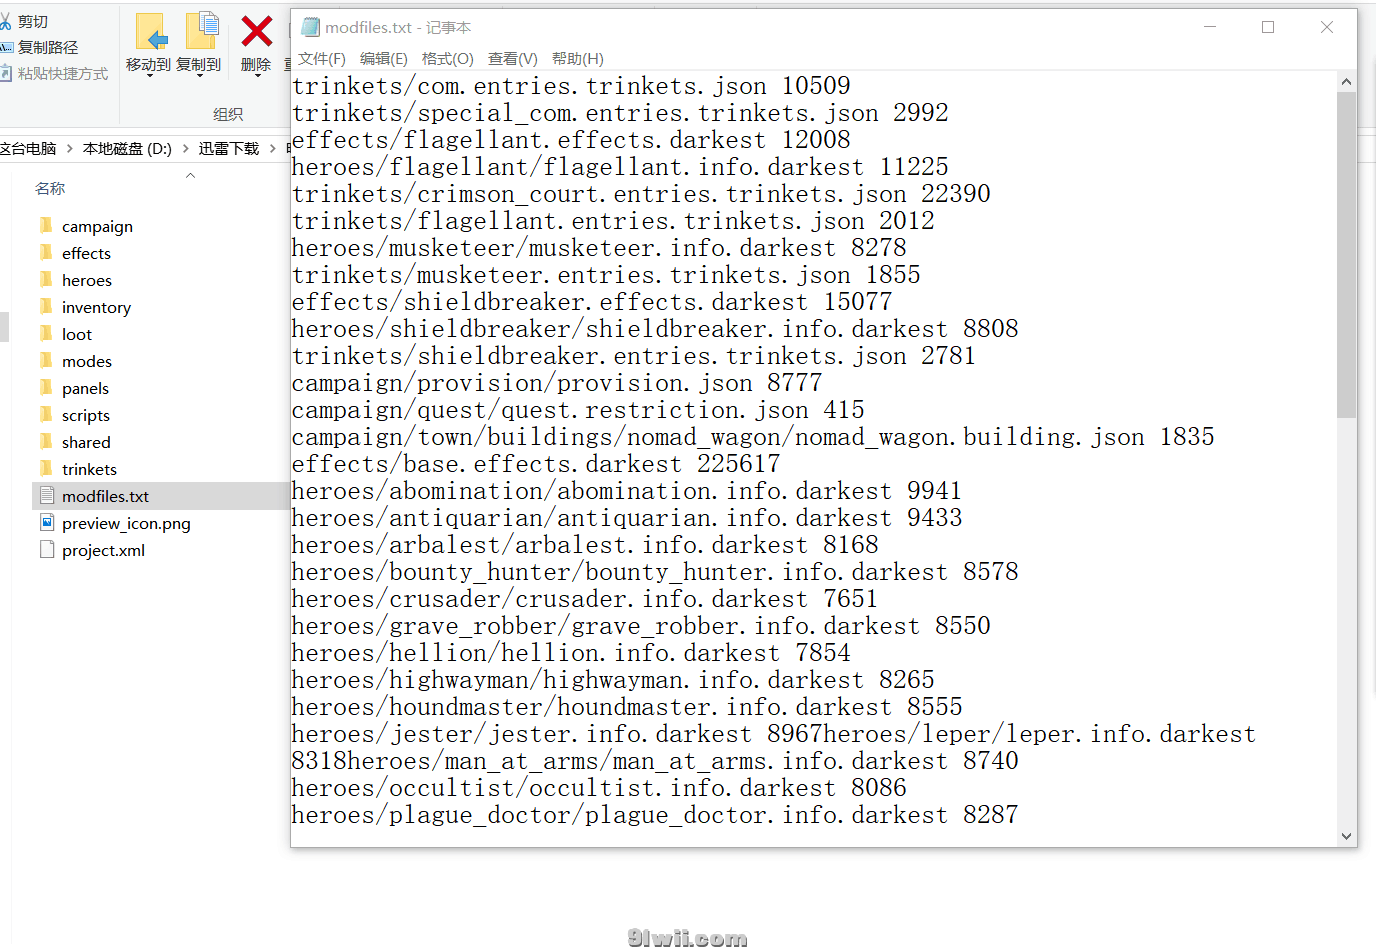 剪切
复制路径
粘贴快捷方式
移动到
复制到
删除
组织
这台电脑
本地磁盘 (D:)
迅雷下载
名称
campaign
effects
heroes
inventory
loot
modes
panels
scripts
shared
trinkets
modfiles.txt
preview_icon.png
project.xml
modfiles.txt - 记事本
文件(F) 编辑(E) 格式(O) 查看(V) 帮助(H)
trinkets/com.entries.trinkets.json 10509
trinkets/special_com.entries.trinkets.json 2992
effects/flagellant.effects.darkest 12008
heroes/flagellant/flagellant.info.darkest 11225
trinkets/crimson_court.entries.trinkets.json 22390
trinkets/flagellant.entries.trinkets.json 2012
heroes/musketeer/musketeer.info.darkest 8278
trinkets/musketeer.entries.trinkets.json 1855
effects/shieldbreaker.effects.darkest 15077
heroes/shieldbreaker/shieldbreaker.info.darkest 8808
trinkets/shieldbreaker.entries.trinkets.json 2781
campaign/provision/provision.json 8777
campaign/quest/quest.restriction.json 415
campaign/town/buildings/nomad_wagon/nomad_wagon.building.json 1835
effects/base.effects.darkest 225617
heroes/abomination/abomination.info.darkest 9941
heroes/antiquarian/antiquarian.info.darkest 9433
heroes/arbalest/arbalest.info.darkest 8168
heroes/bounty_hunter/bounty_hunter.info.darkest 8578
heroes/crusader/crusader.info.darkest 7651
heroes/grave_robber/grave_robber.info.darkest 8550
heroes/hellion/hellion.info.darkest 7854
heroes/highwayman/highwayman.info.darkest 8265
heroes/houndmaster/houndmaster.info.darkest 8555
heroes/jester/jester.info.darkest 8967heroes/leper/leper.info.darkest
8318heroes/man_at_arms/man_at_arms.info.darkest 8740
heroes/occultist/occultist.info.darkest 8086
heroes/plague_doctor/plague_doctor.info.darkest 8287
91wii.com